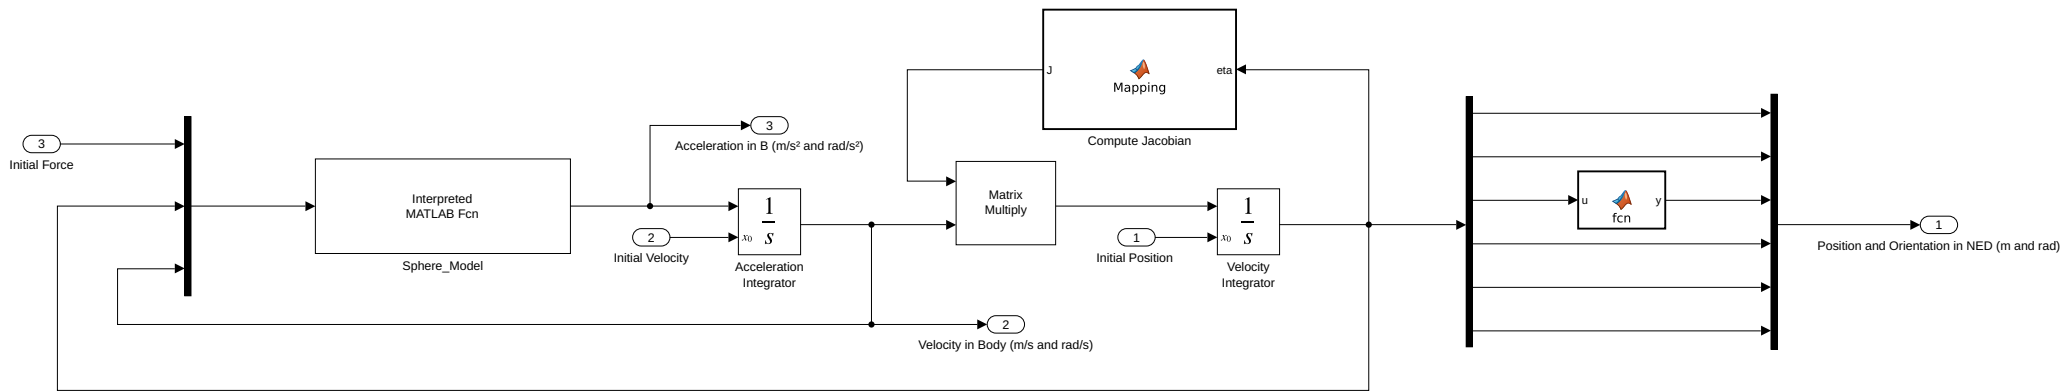 3
Initial Force
Interpreted
MATLAB Fcn
Sphere_Model
3
Acceleration in B (m/s² and rad/s²)
2
Initial Velocity
1
s
x₀
Acceleration
Integrator
2
Velocity in Body (m/s and rad/s)
J
Mapping
eta
Compute Jacobian
Matrix
Multiply
1
Initial Position
1
s
x₀
Velocity
Integrator
u
fcn
y
1
Position and Orientation in NED (m and rad)